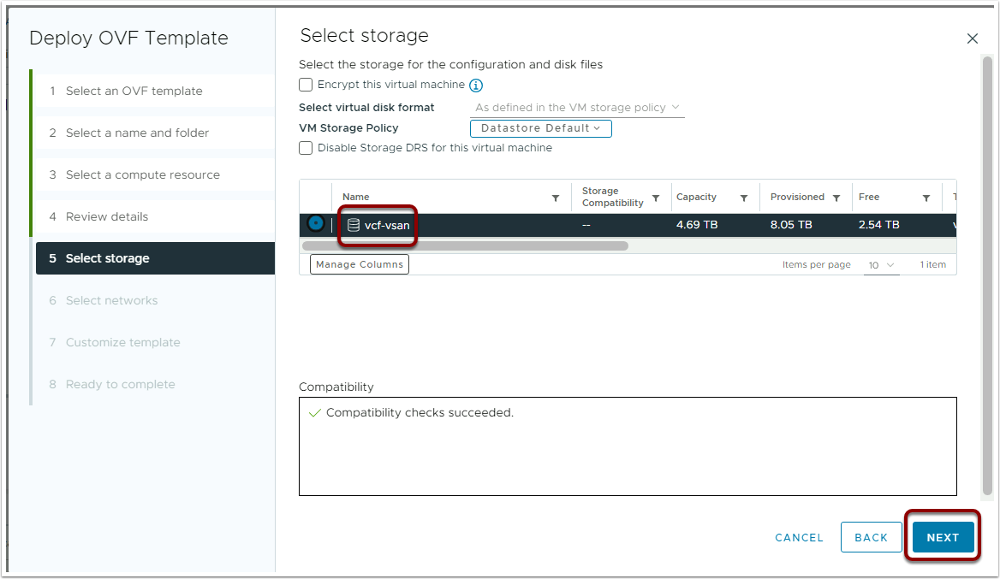 Deploy OVF Template
1 Select an OVF template
2 Select a name and folder
3 Select a compute resource
4 Review details
5 Select storage
6 Select networks
7 Customize template
8 Ready to complete
Select storage
Select the storage for the configuration and disk files
Encrypt this virtual machine
Select virtual disk format As defined in the VM storage policy
VM Storage Policy Datastore Default
Disable Storage DRS for this virtual machine
Name Storage Compatibility Capacity Provisioned Free
vcf-vsan -- 4.69 TB 8.05 TB 2.54 TB
Manage Columns Items per page 10 1 item
Compatibility
Compatibility checks succeeded.
CANCEL BACK NEXT